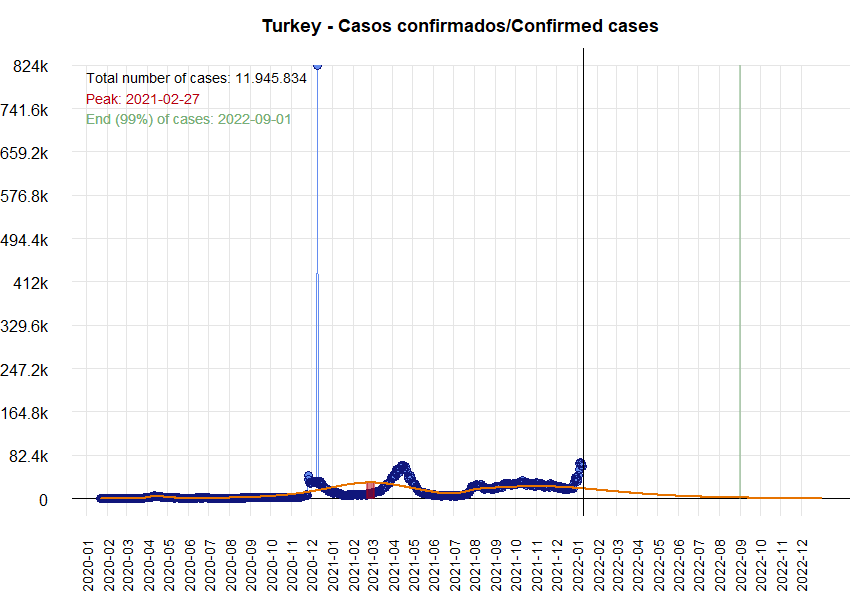 Turkey - Casos confirmados/Confirmed cases
824k
Total number of cases: 11.945.834
Peak: 2021-02-27
741.6k
End (99%) of cases: 2022-09-01
659.2k
576.8k
494.4k
412k
329.6k
247.2k
164.8k
82.4k
0
2020-01
2020-02
2020-03
2020-04
2020-05
2020-06
2020-07
2020-08
2020-09
2020-10
2020-11
2020-12
2021-01
2021-02
2021-03
2021-04
2021-05
2021-06
2021-07
2021-08
2021-09
2021-10
2021-11
2021-12
2022-01
2022-02
2022-03
2022-04
2022-05
2022-06
2022-07
2022-08
2022-09
2022-10
2022-11
2022-12